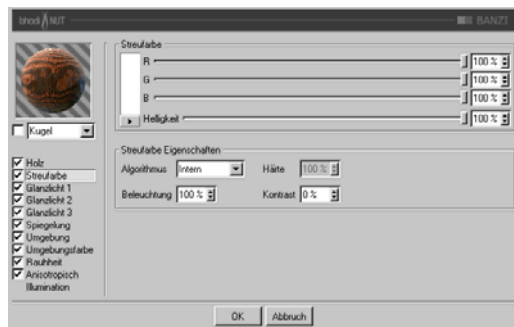 bhodi NUT
BANZI
Streufarbe
R 100 %
G 100 %
B 100 %
Helligkeit 100 %
Kugel
Holz
Streufarbe
Glanzlicht 1
Glanzlicht 2
Glanzlicht 3
Spiegelung
Umgebung
Umgebungsfarbe
Rauhheit
Anisotropisch
Illumination
Streufarbe Eigenschaften
Algorithmus Intern Härte 100 %
Beleuchtung 100 % Kontrast 0 %
OK Abbruch